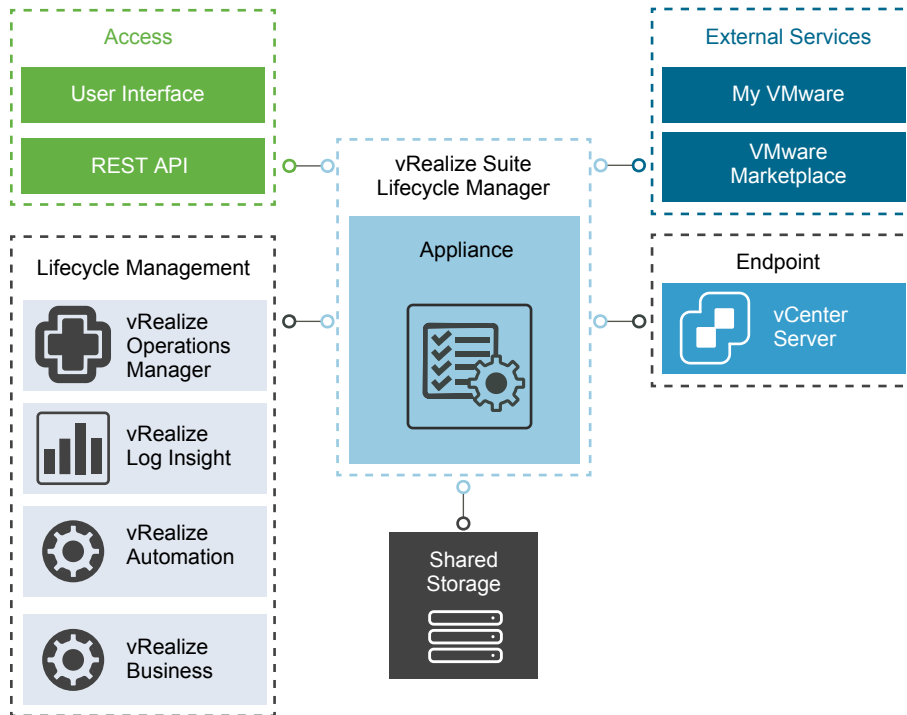 Access
User Interface
REST API
Lifecycle Management
vRealize
Operations
Manager
vRealize
Log Insight
vRealize
Automation
vRealize
Business
vRealize Suite
Lifecycle Manager
Appliance
Shared
Storage
External Services
My VMware
VMware
Marketplace
Endpoint
vCenter
Server